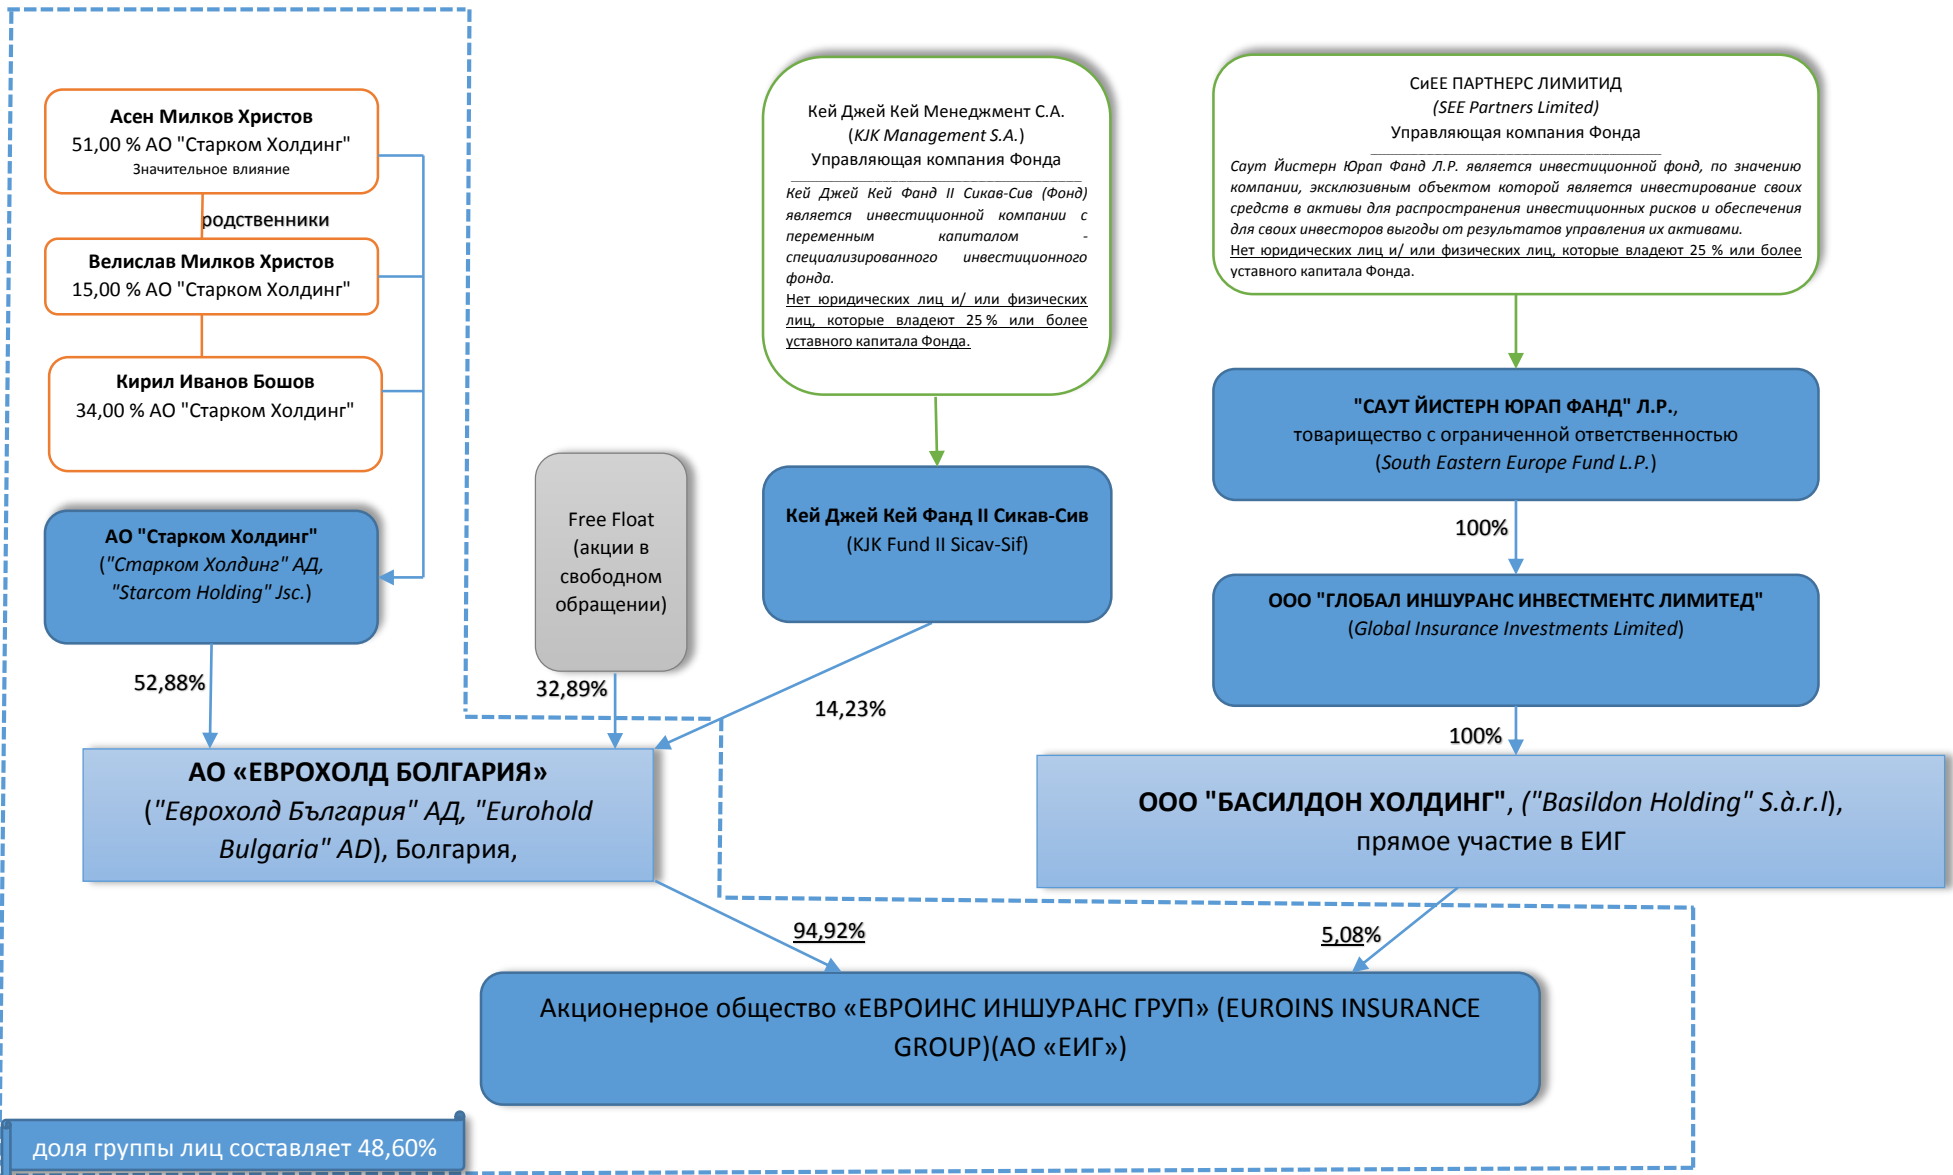 Асен Милков Христов
51,00 % АО "Старком Холдинг"
Значительное влияние
родственники
Велислав Милков Христов
15,00 % АО "Старком Холдинг"
Кирил Иванов Бошов
34,00 % АО "Старком Холдинг"
АО "Старком Холдинг"
("Старком Холдинг" АД,
"Starcom Holding" Jsc.)
52,88%
Free Float
(акции в
свободном
обращении)
32,89%
Кей Джей Кей Менеджмент С.А.
(KJK Management S.A.)
Управляющая компания Фонда
Кей Джей Кей Фанд II Сикав-Сив (Фонд)
является инвестиционной компании с
переменным капиталом -
специализированного инвестиционного
фонда.
Нет юридических лиц и/ или физических
лиц, которые владеют 25 % или более
уставного капитала Фонда.
Кей Джей Кей Фанд II Сикав-Сив
(KJK Fund II Sicav-Sif)
14,23%
СиЕЕ ПАРТНЕРС ЛИМИТИД
(SEE Partners Limited)
Управляющая компания Фонда
Саут Йистерн Юрап Фанд Л.Р. является инвестиционной фонд, по значению
компании, эксклюзивным объектом которой является инвестирование своих
средств в активы для распространения инвестиционных рисков и обеспечения
для своих инвесторов выгоды от результатов управления их активами.
Нет юридических лиц и/ или физических лиц, которые владеют 25 % или более
уставного капитала Фонда.
"САУТ ЙИСТЕРН ЮРАП ФАНД" Л.Р.,
товарищество с ограниченной ответственностью
(South Eastern Europe Fund L.P.)
100%
ООО "ГЛОБАЛ ИНШУРАНС ИНВЕСТМЕНТС ЛИМИТЕД"
(Global Insurance Investments Limited)
100%
АО «ЕВРОХОЛД БОЛГАРИЯ»
("Еврохолд България" АД, "Eurohold
Bulgaria" AD), Болгария,
ООО "БАСИЛДОН ХОЛДИНГ", ("Basildon Holding" S.à.r.l),
прямое участие в ЕИГ
94,92%
5,08%
Акционерное общество «ЕВРОИНС ИНШУРАНС ГРУП» (EUROINS INSURANCE
GROUP)(АО «ЕИГ»)
доля группы лиц составляет 48,60%